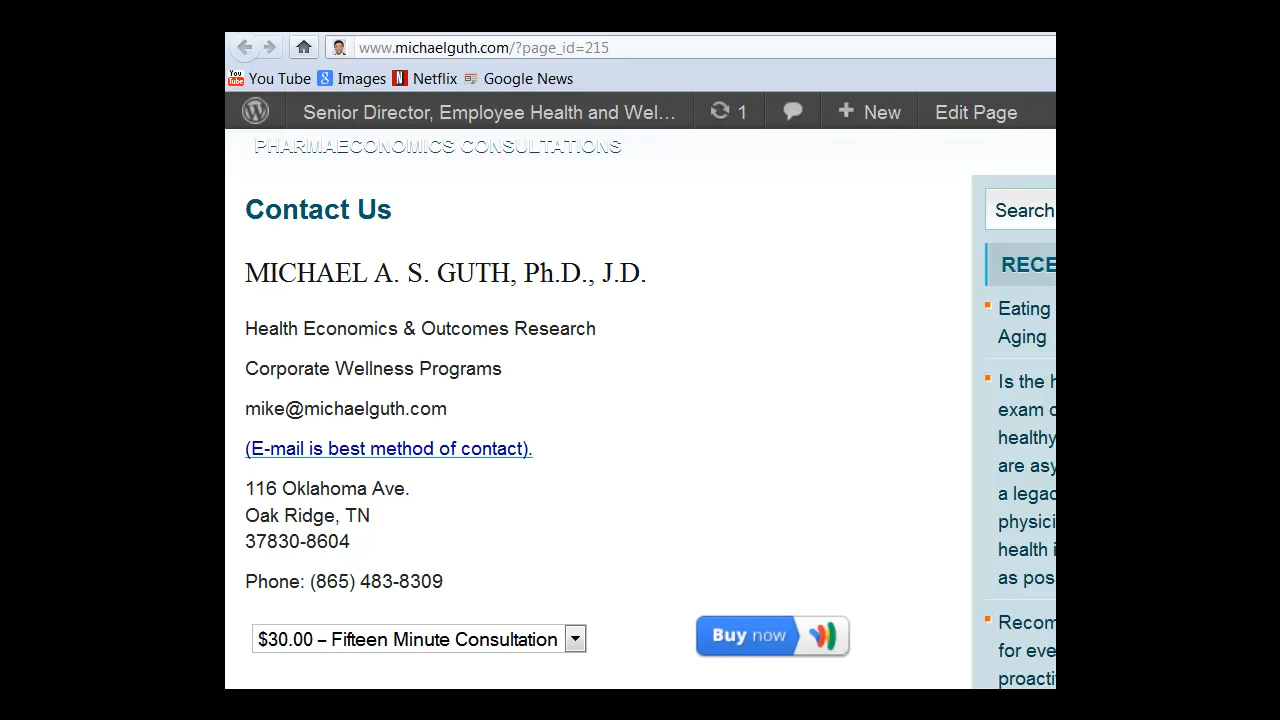 www.michaelguth.com/?page_id=215
You Tube You Tube Images Netflix Google News
Senior Director, Employee Health and Wel... 1 New Edit Page
PHARMAECONOMICS CONSULTATIONS
Contact Us
MICHAEL A. S. GUTH, Ph.D., J.D.
Health Economics & Outcomes Research
Corporate Wellness Programs
mike@michaelguth.com
(E-mail is best method of contact).
116 Oklahoma Ave.
Oak Ridge, TN
37830-8604
Phone: (865) 483-8309
$30.00 – Fifteen Minute Consultation
Buy now
Search
RECE
Eating
Aging
Is the h
exam o
healthy
are asy
a legac
physici
health i
as pos
Recom
for eve
proacti